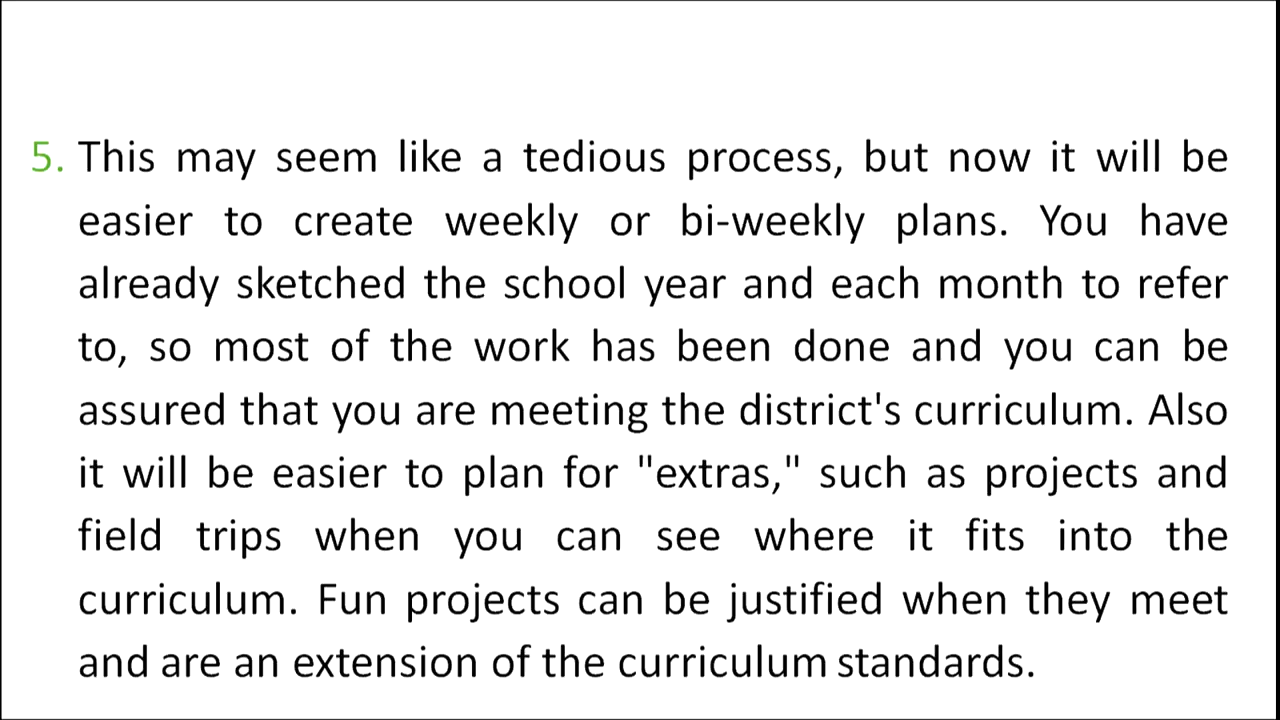 5. This may seem like a tedious process, but now it will be
easier to create weekly or bi-weekly plans. You have
already sketched the school year and each month to refer
to, so most of the work has been done and you can be
assured that you are meeting the district's curriculum. Also
it will be easier to plan for "extras," such as projects and
field trips when you can see where it fits into the
curriculum. Fun projects can be justified when they meet
and are an extension of the curriculum standards.